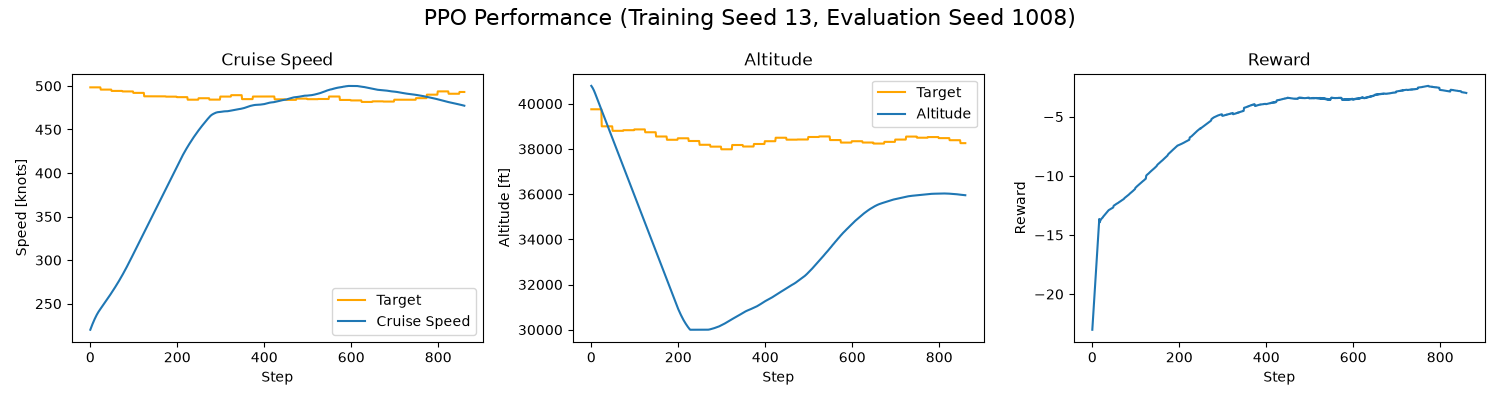 PPO Performance (Training Seed 13, Evaluation Seed 1008)
Cruise Speed
Speed [knots]
500
450
400
350
300
250
Target
Cruise Speed
0 200 400 600 800
Step
Altitude
Altitude [ft]
40000
38000
36000
34000
32000
30000
Target
Altitude
0 200 400 600 800
Step
Reward
Reward
−5
−10
−15
−20
0 200 400 600 800
Step